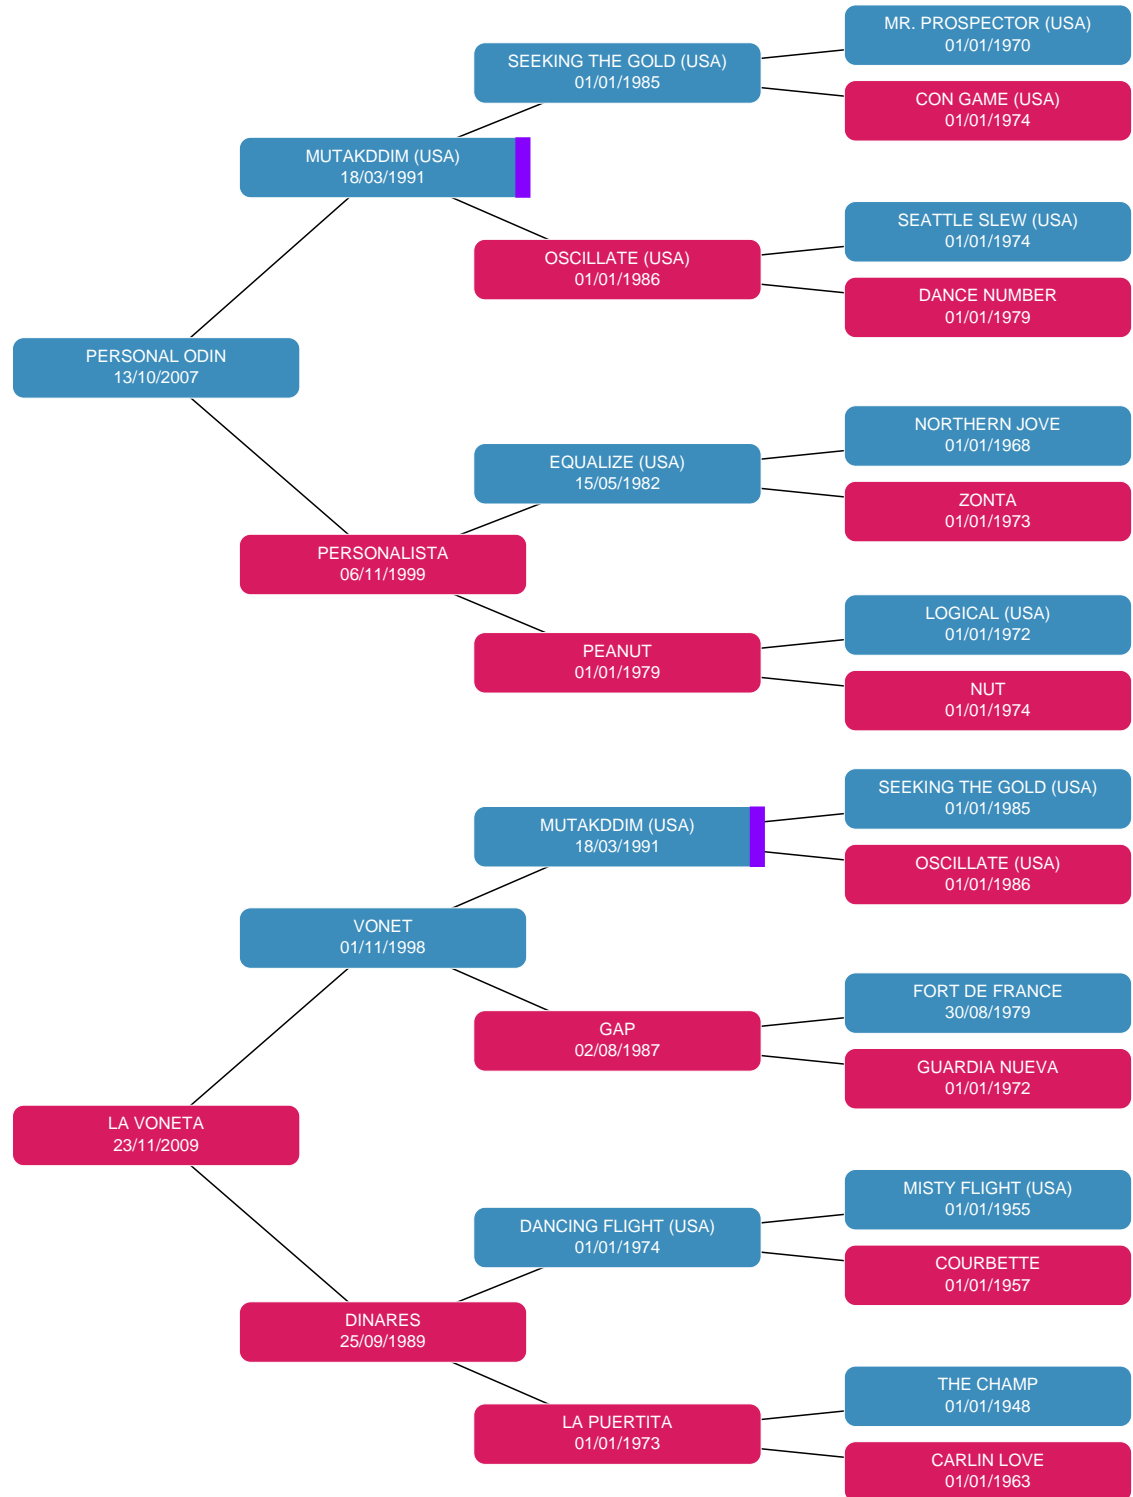 MR. PROSPECTOR (USA)
01/01/1970
SEEKING THE GOLD (USA)
01/01/1985
CON GAME (USA)
01/01/1974
MUTAKDDIM (USA)
18/03/1991
SEATTLE SLEW (USA)
01/01/1974
OSCILLATE (USA)
01/01/1986
DANCE NUMBER
01/01/1979
PERSONAL ODIN
13/10/2007
NORTHERN JOVE
01/01/1968
EQUALIZE (USA)
15/05/1982
ZONTA
01/01/1973
PERSONALISTA
06/11/1999
LOGICAL (USA)
01/01/1972
PEANUT
01/01/1979
NUT
01/01/1974
SEEKING THE GOLD (USA)
01/01/1985
MUTAKDDIM (USA)
18/03/1991
OSCILLATE (USA)
01/01/1986
VONET
01/11/1998
FORT DE FRANCE
30/08/1979
GAP
02/08/1987
GUARDIA NUEVA
01/01/1972
LA VONETA
23/11/2009
MISTY FLIGHT (USA)
01/01/1955
DANCING FLIGHT (USA)
01/01/1974
COURBETTE
01/01/1957
DINARES
25/09/1989
THE CHAMP
01/01/1948
LA PUERTITA
01/01/1973
CARLIN LOVE
01/01/1963